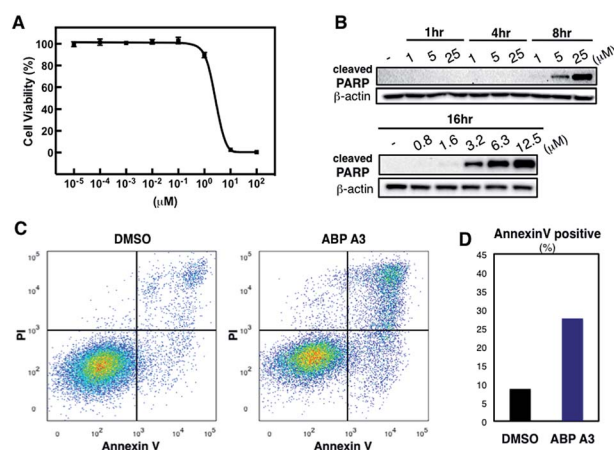 A
Cell Viability (%)
100
80
60
40
20
0
10-5 10-4 10-3 10-2 10-1 100 101 102
(μM)
B
1hr 4hr 8hr
- 1 5 25 1 5 25 1 5 25 (μM)
cleaved
PARP
β-actin
16hr
- 0.8 1.6 3.2 6.3 12.5 (μM)
cleaved
PARP
β-actin
C
DMSO
PI
105
104
103
102
0
0 102 103 104 105
Annexin V
ABP A3
PI
105
104
103
102
0
0 102 103 104 105
Annexin V
D
AnnexinV positive
(%)
45
40
35
30
25
20
15
10
5
0
DMSO ABP A3